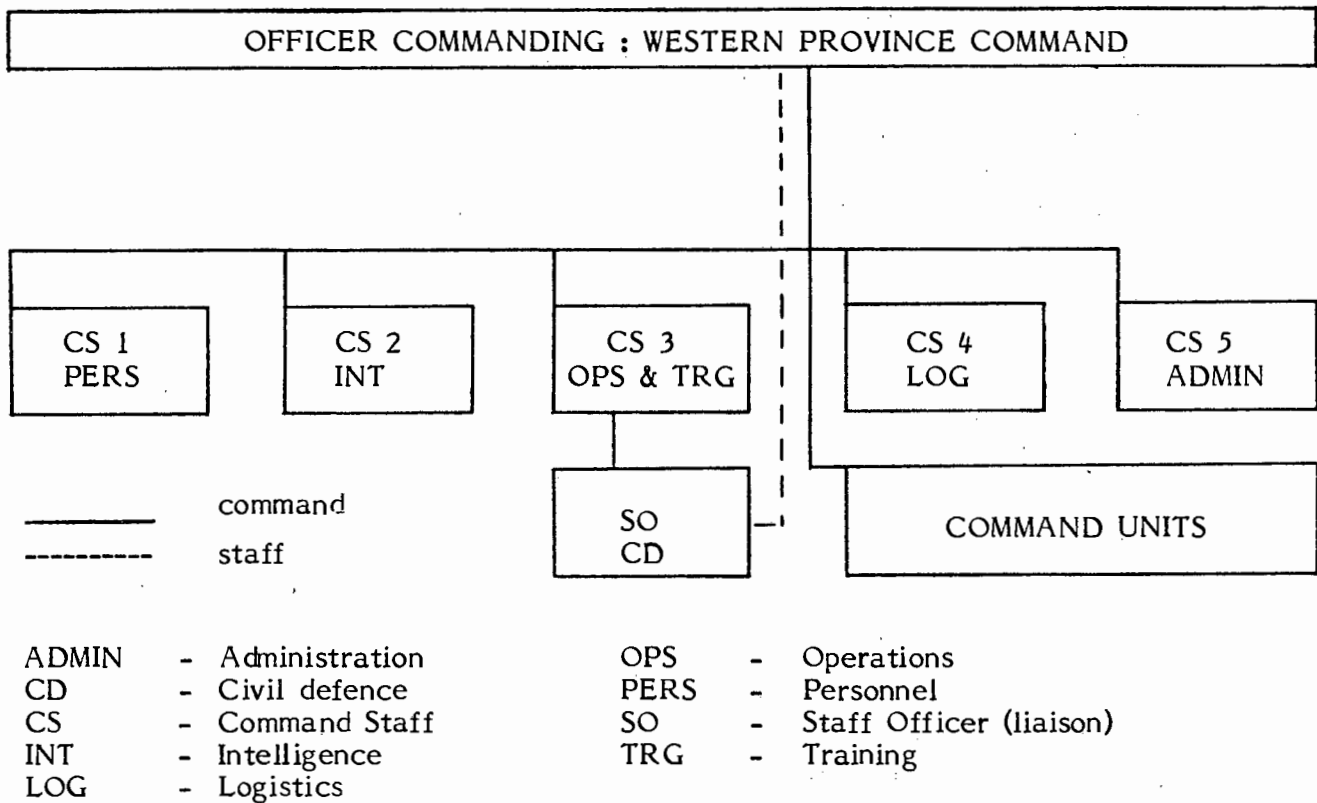 OFFICER COMMANDING : WESTERN PROVINCE COMMAND
CS 1
PERS
CS 2
INT
CS 3
OPS & TRG
CS 4
LOG
CS 5
ADMIN
command
staff
SO
CD
COMMAND UNITS
ADMIN - Administration
CD - Civil defence
CS - Command Staff
INT - Intelligence
LOG - Logistics
OPS - Operations
PERS - Personnel
SO - Staff Officer (liaison)
TRG - Training